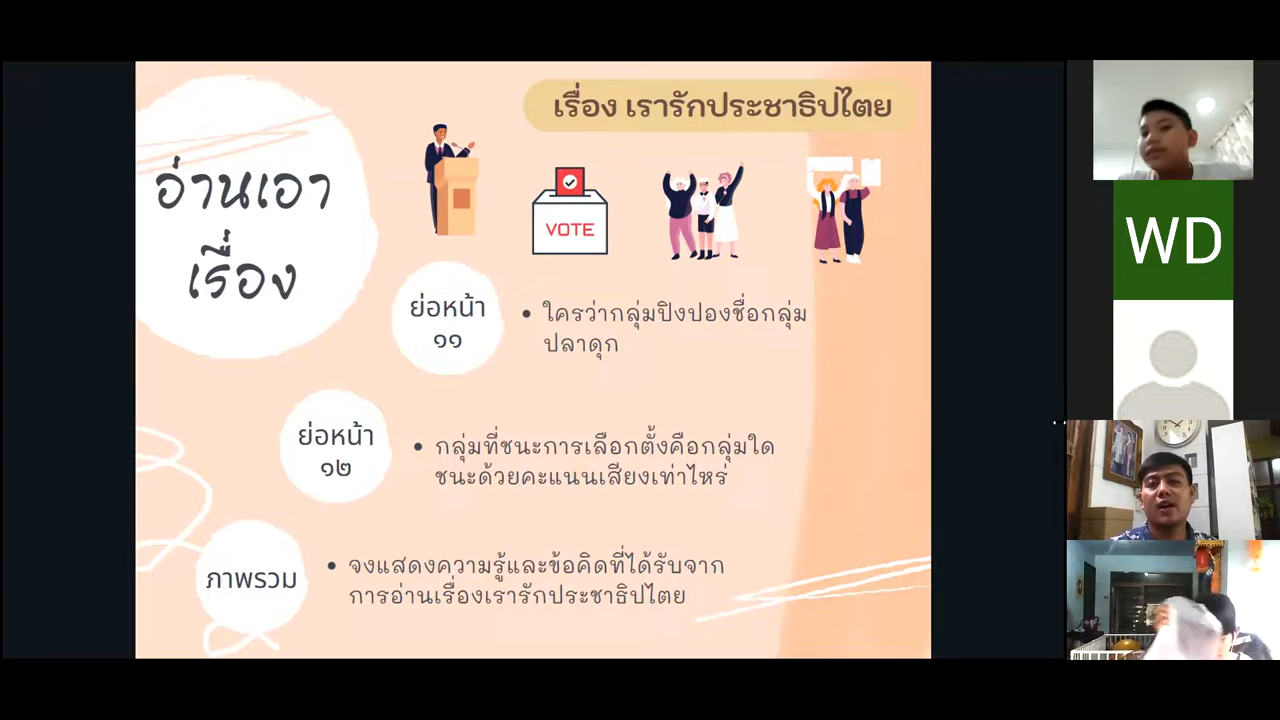 เรื่อง เรารักประชาธิปไตย
อ่านเอา
เรื่อง
VOTE
ย่อหน้า
๑๑
• ใครว่ากลุ่มปิงปองชื่อกลุ่ม
ปลาดุก
ย่อหน้า
๑๒
• กลุ่มที่ชนะการเลือกตั้งคือกลุ่มใด
ชนะด้วยคะแนนเสียงเท่าไหร่
ภาพรวม
• จงแสดงความรู้และข้อคิดที่ได้รับจาก
การอ่านเรื่องเรารักประชาธิปไตย
WD